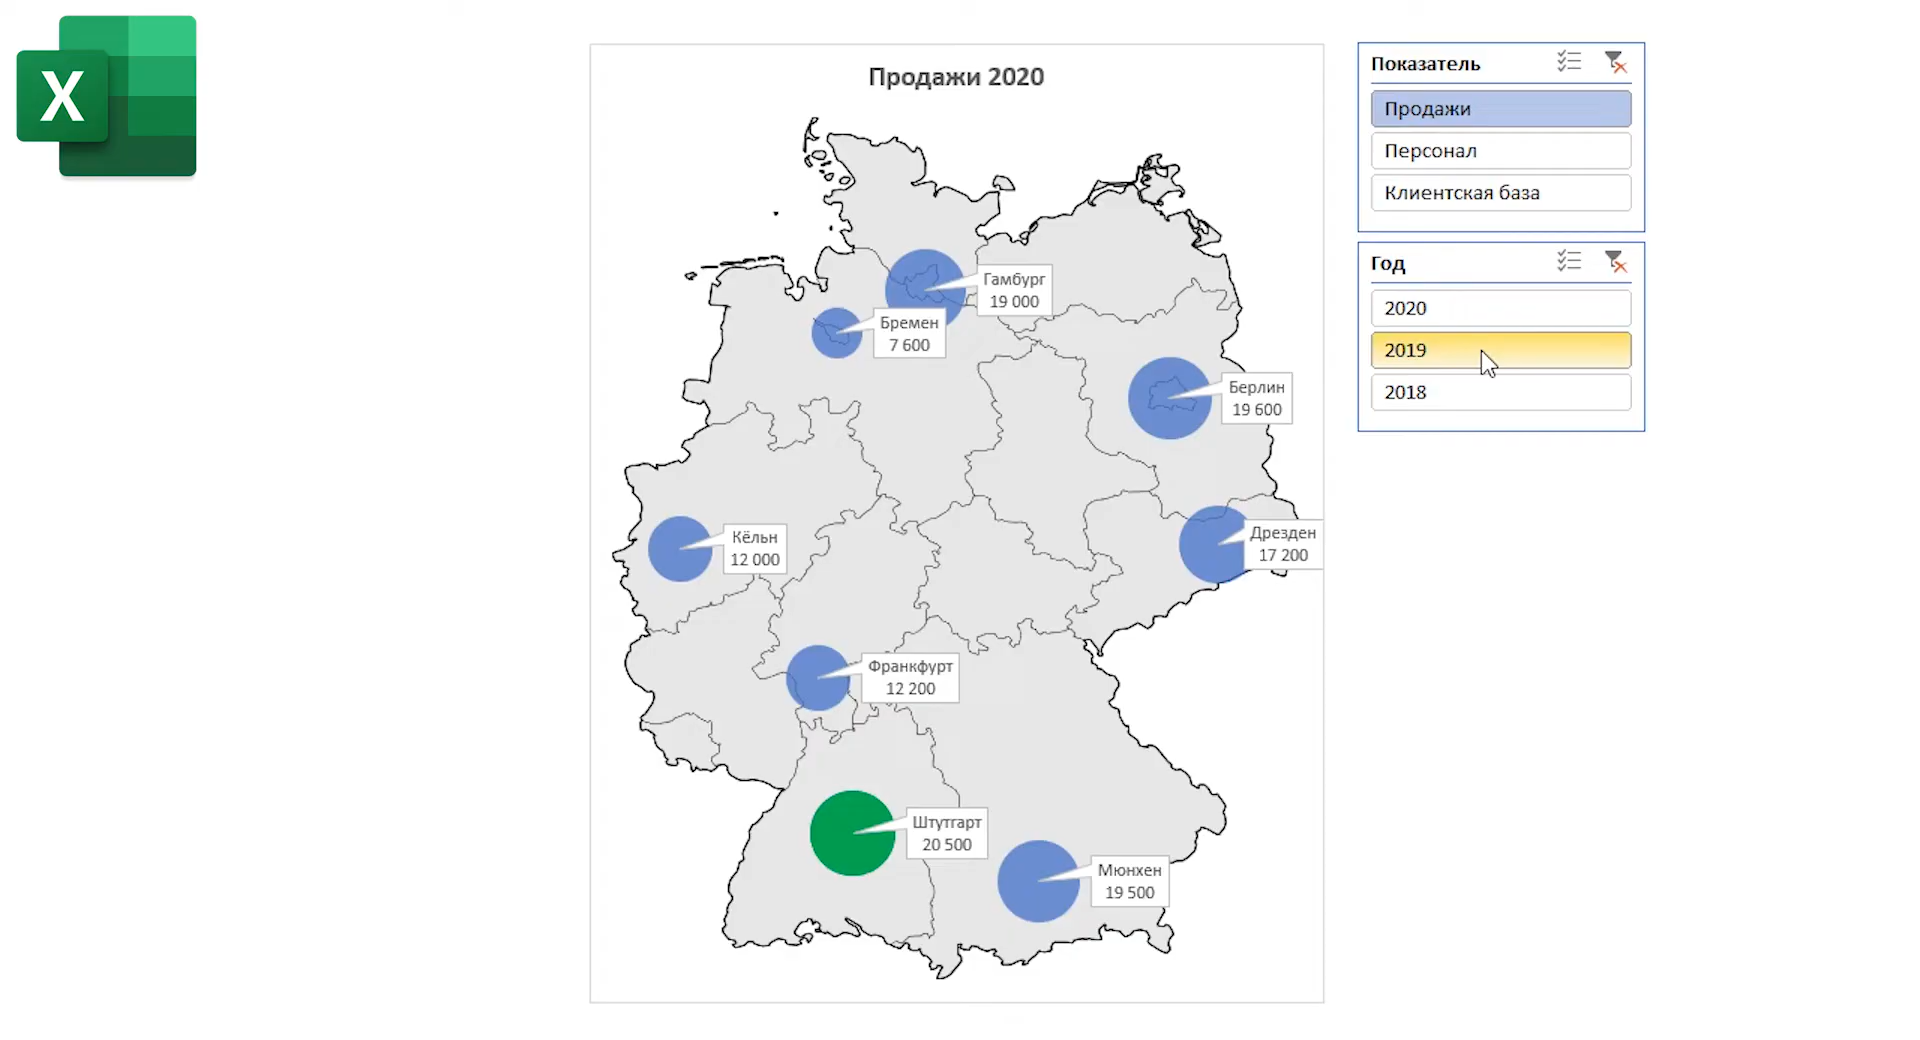 X
Продажи 2020
Показатель
Продажи
Персонал
Клиентская база
Год
2020
2019
2018
Гамбург
19 000
Бремен
7 600
Берлин
19 600
Кёльн
12 000
Дрезден
17 200
Франкфурт
12 200
Штутгарт
20 500
Мюнхен
19 500